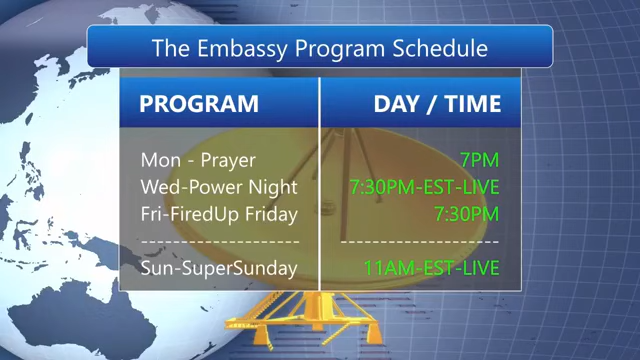 The Embassy Program Schedule
PROGRAM DAY / TIME
Mon - Prayer 7PM
Wed-Power Night 7:30PM-EST-LIVE
Fri-FiredUp Friday 7:30PM
-------------------- --------------------
Sun-SuperSunday 11AM-EST-LIVE